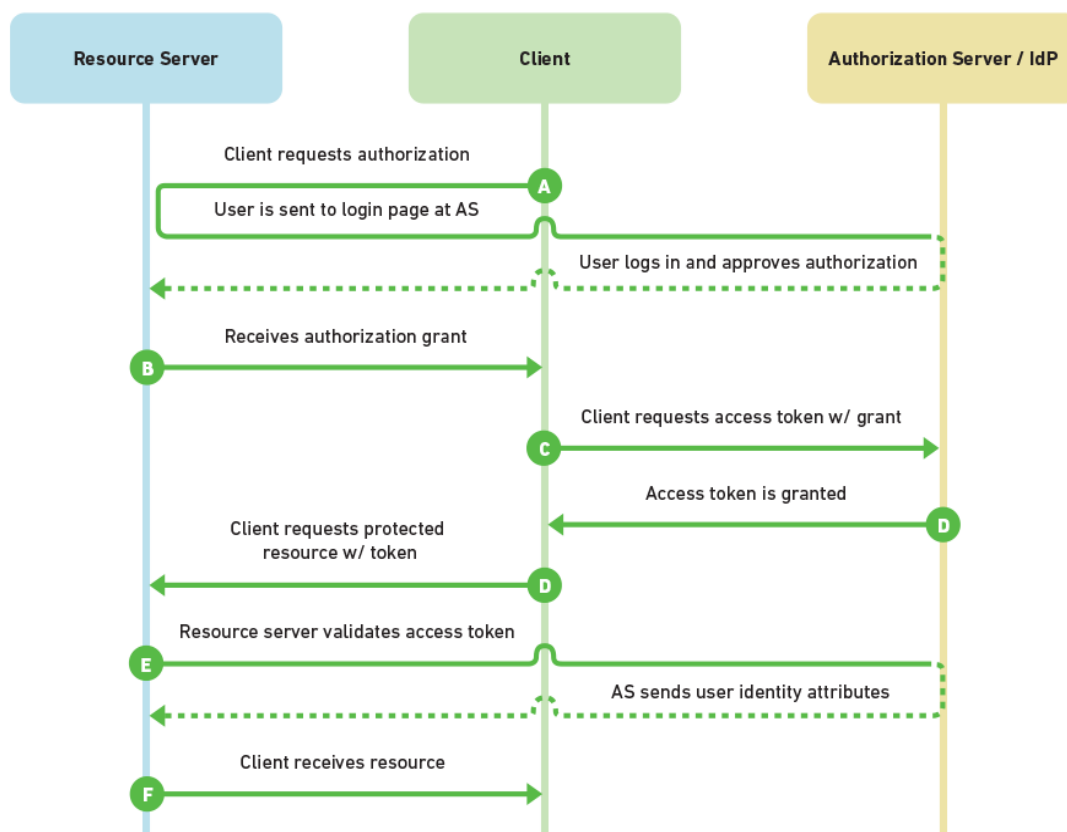 Resource Server
Client
Authorization Server / IdP
Client requests authorization
A
User is sent to login page at AS
User logs in and approves authorization
Receives authorization grant
B
Client requests access token w/ grant
C
Access token is granted
D
Client requests protected
resource w/ token
D
Resource server validates access token
E
AS sends user identity attributes
Client receives resource
F